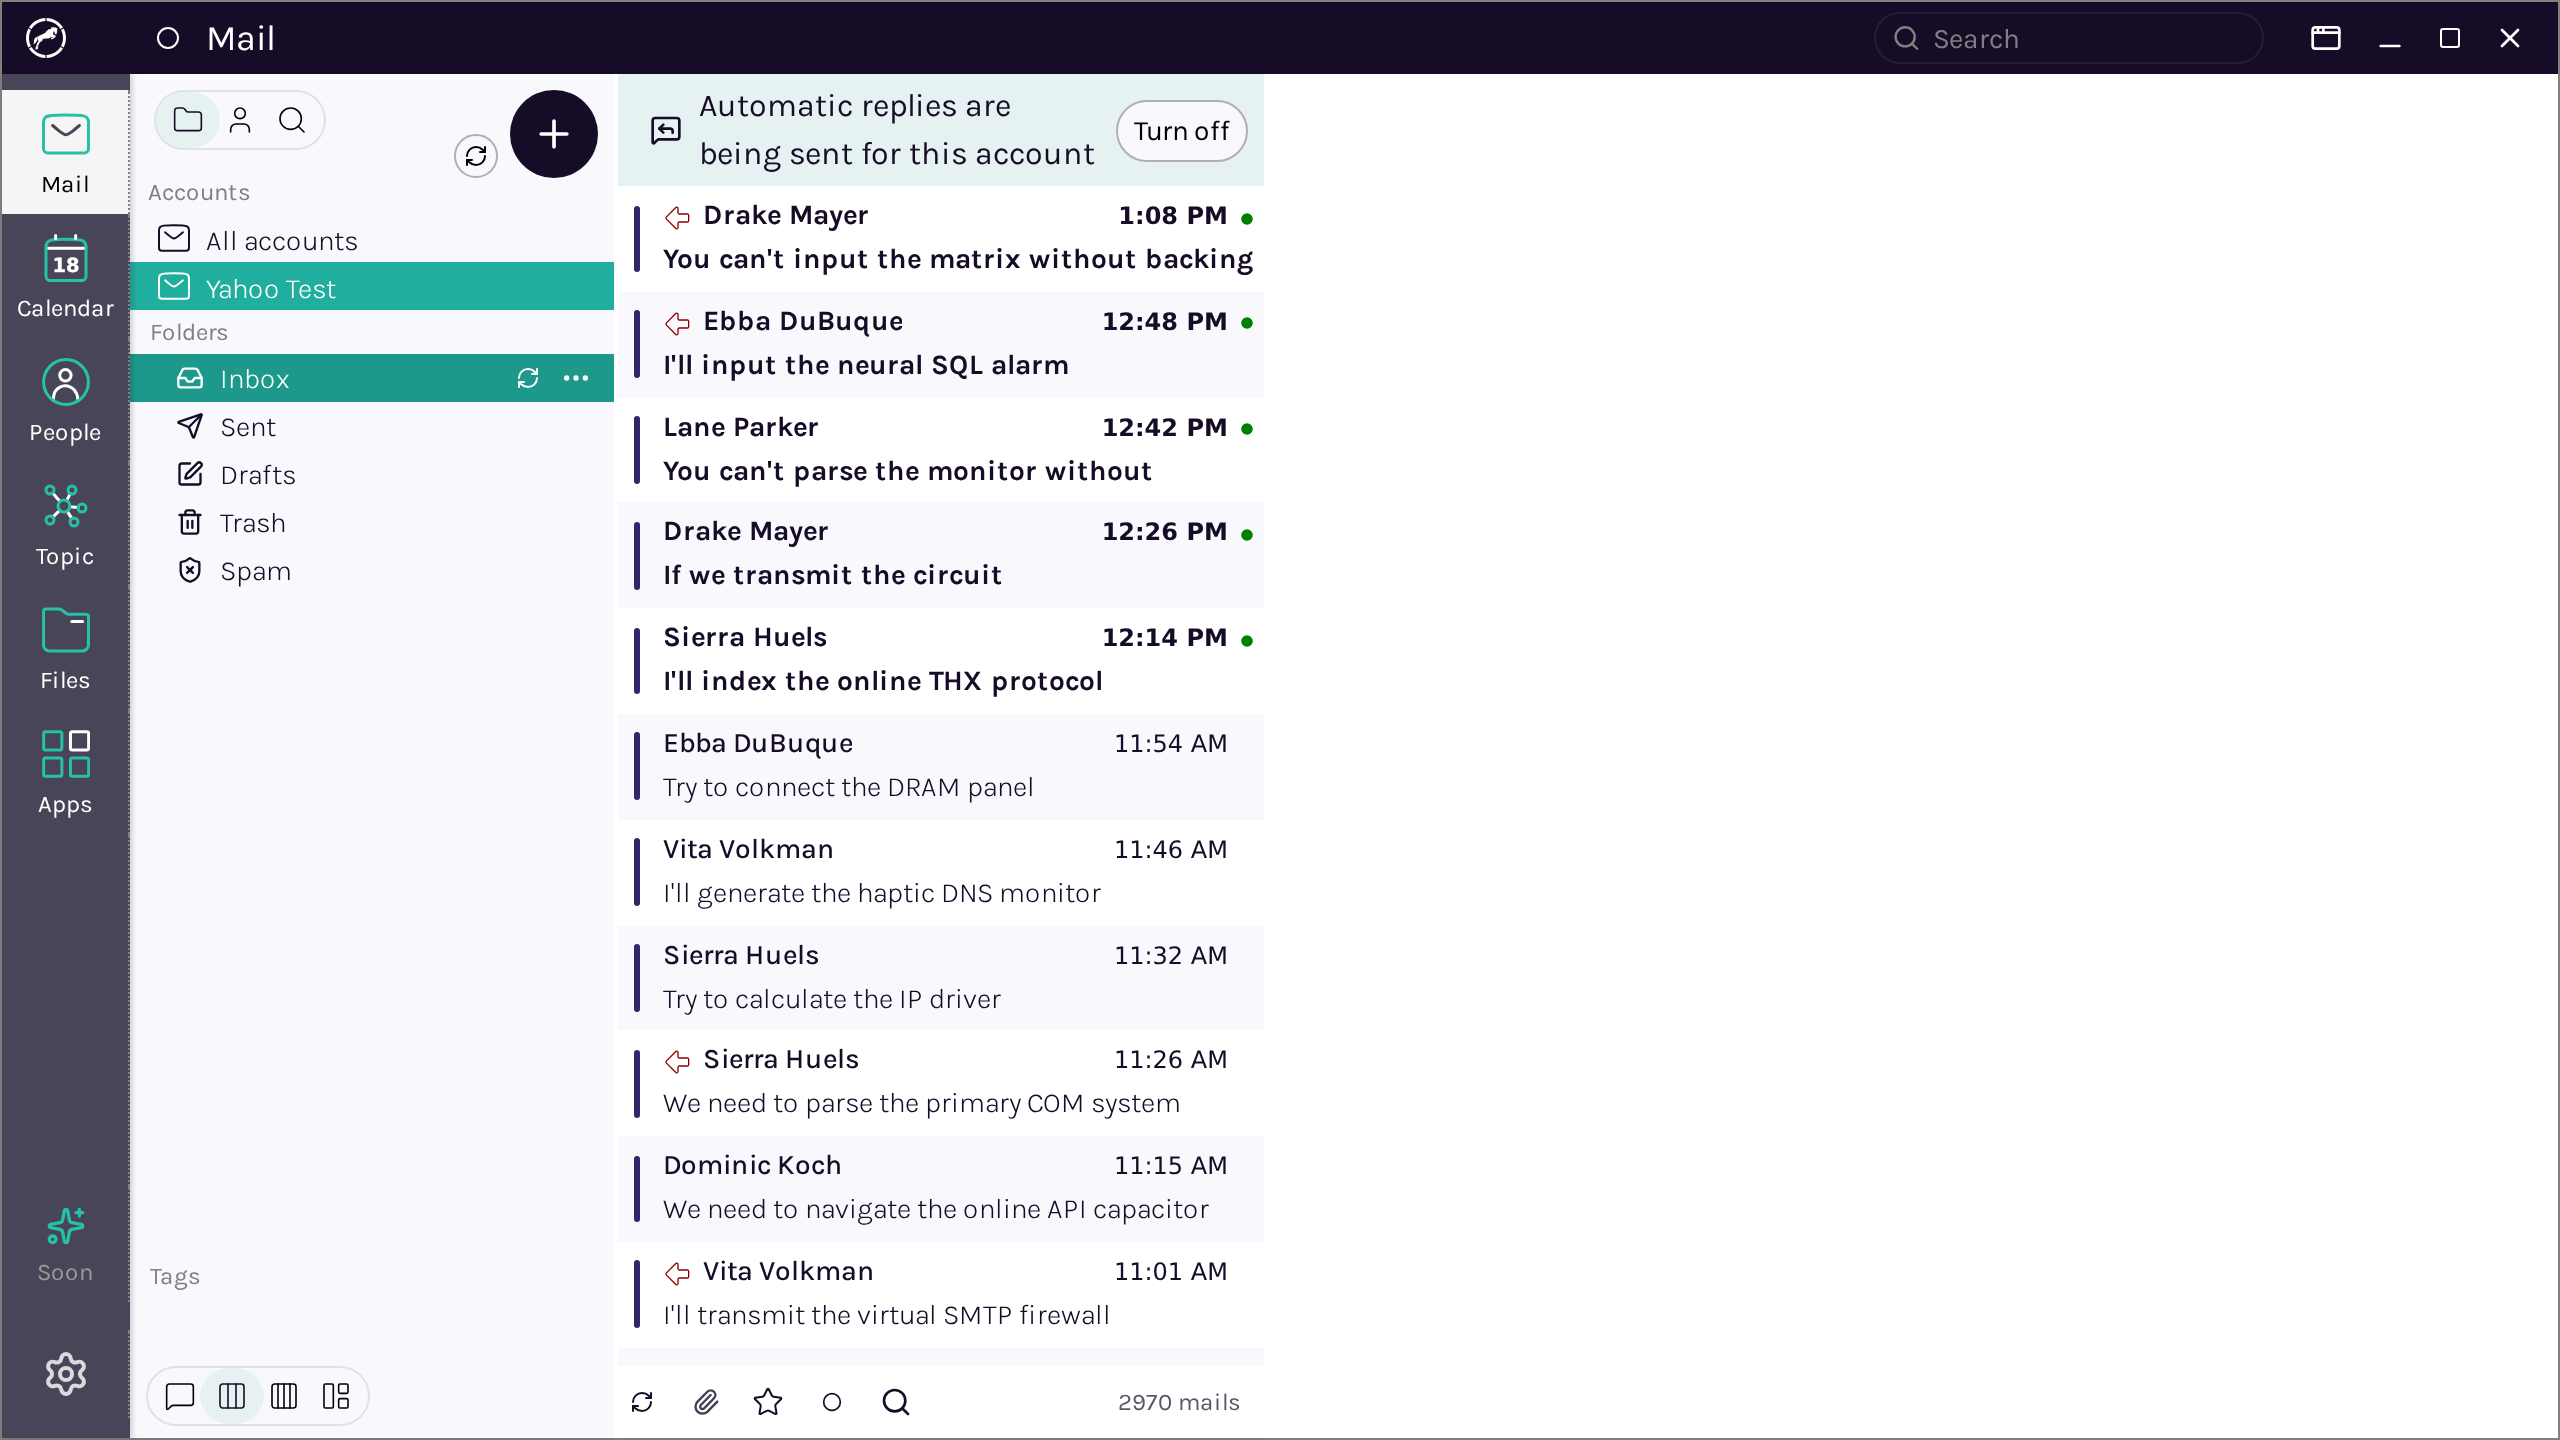 Mail
Search
Mail
18
Calendar
People
Topic
Files
Apps
Soon
Accounts
All accounts
Yahoo Test
Folders
Inbox
Sent
Drafts
Trash
Spam
Tags
Automatic replies are
being sent for this account
Turn off
Drake Mayer 1:08 PM
You can't input the matrix without backing
Ebba DuBuque 12:48 PM
I'll input the neural SQL alarm
Lane Parker 12:42 PM
You can't parse the monitor without
Drake Mayer 12:26 PM
If we transmit the circuit
Sierra Huels 12:14 PM
I'll index the online THX protocol
Ebba DuBuque 11:54 AM
Try to connect the DRAM panel
Vita Volkman 11:46 AM
I'll generate the haptic DNS monitor
Sierra Huels 11:32 AM
Try to calculate the IP driver
Sierra Huels 11:26 AM
We need to parse the primary COM system
Dominic Koch 11:15 AM
We need to navigate the online API capacitor
Vita Volkman 11:01 AM
I'll transmit the virtual SMTP firewall
2970 mails